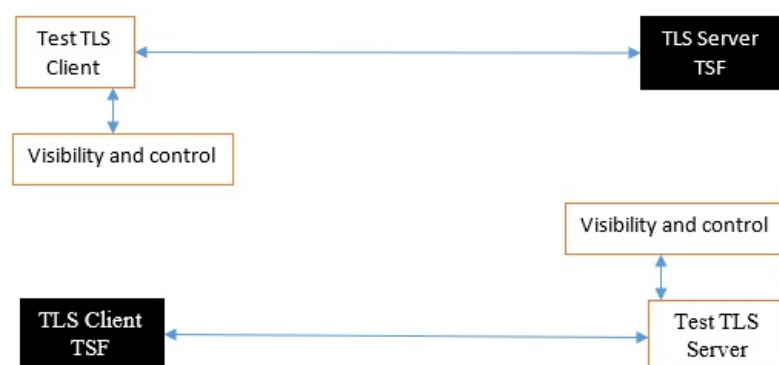 Test TLS
Client
TLS Server
TSF
Visibility and control
Visibility and control
TLS Client
TSF
Test TLS
Server